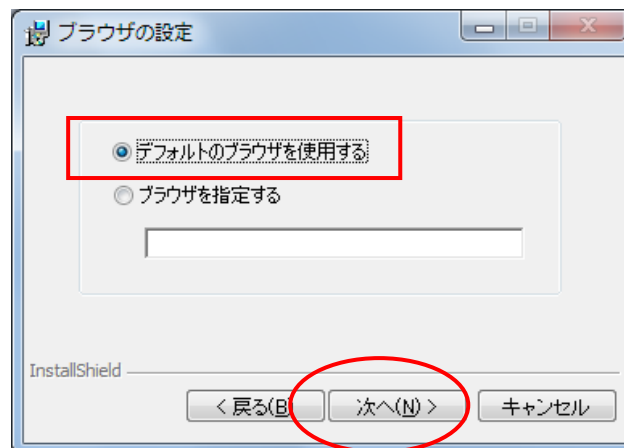 ブラウザの設定
デフォルトのブラウザを使用する
ブラウザを指定する
InstallShield
< 戻る(B
次へ(N) >
キャンセル